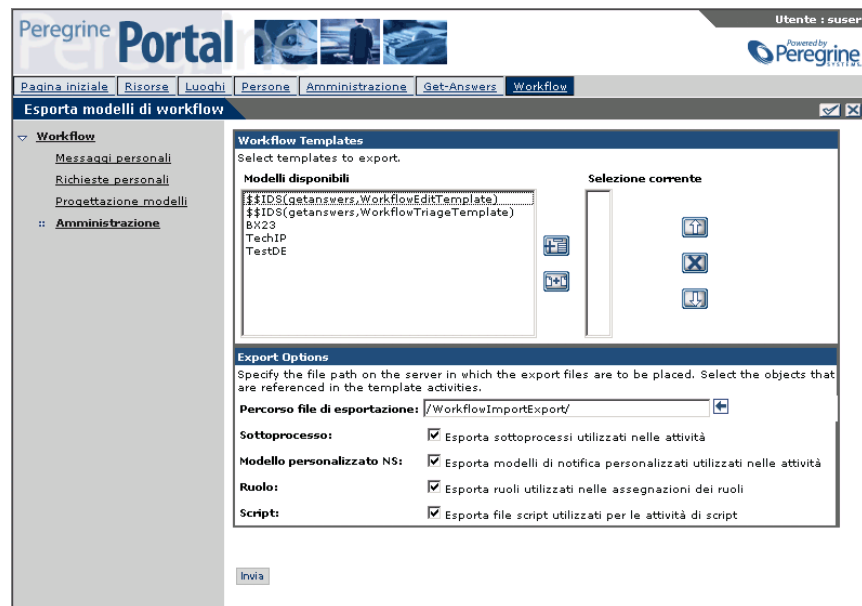 Peregrine Portal
Utente : suser
Powered by
Peregrine
SYSTEMS
Pagina iniziale Risorse Luoghi Persone Amministrazione Get-Answers Workflow
Esporta modelli di workflow
Workflow
Messaggi personali
Richieste personali
Progettazione modelli
Amministrazione
Workflow Templates
Select templates to export.
Modelli disponibili Selezione corrente
$$IDS(getanswers,WorkflowEditTemplate)
$$IDS(getanswers,WorkflowTriageTemplate)
BX23
TechIP
TestDE
Export Options
Specify the file path on the server in which the export files are to be placed. Select the objects that
are referenced in the template activities.
Percorso file di esportazione: /WorkflowImportExport/
Sottoprocesso: Esporta sottoprocessi utilizzati nelle attività
Modello personalizzato NS: Esporta modelli di notifica personalizzati utilizzati nelle attività
Ruolo: Esporta ruoli utilizzati nelle assegnazioni dei ruoli
Script: Esporta file script utilizzati per le attività di script
Invia